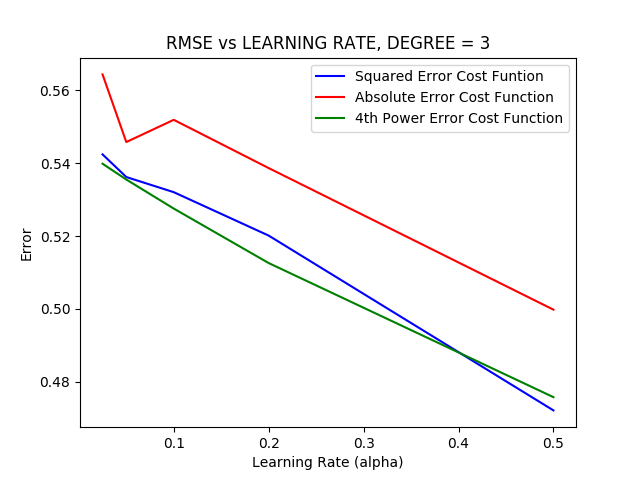 RMSE vs LEARNING RATE, DEGREE = 3
Squared Error Cost Funtion
Absolute Error Cost Function
4th Power Error Cost Function
Error
0.56
0.54
0.52
0.50
0.48
0.1 0.2 0.3 0.4 0.5
Learning Rate (alpha)